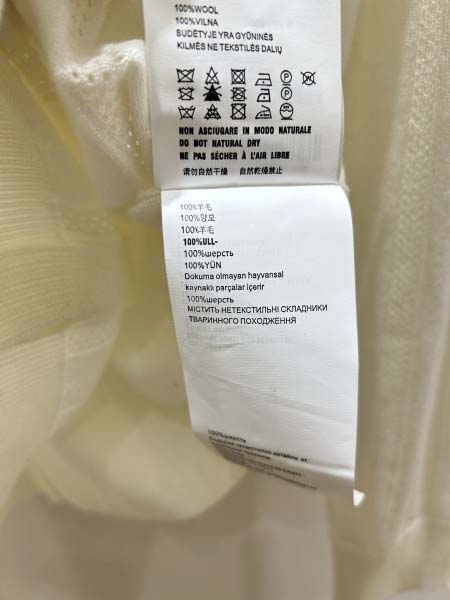 100%WOOL
100%VILNA
SUDĖTYJE YRA GYŪNINĖS
KILMĖS NE TEKSTILĖS DALIŲ
NON ASCIUGARE IN MODO NATURALE
DO NOT NATURAL DRY
NE PAS SÉCHER À L'AIR LIBRE
请勿自然干燥 自然乾燥禁止
100%羊毛
100%양모
100%羊毛
100%ULL-
100%шерсть
100%YÜN
Dokuma olmayan hayvansal
kaynaklı parçalar içerir
100%шерсть
МІСТИТЬ НЕТЕКСТИЛЬНІ СКЛАДНИКИ
ТВАРИННОГО ПОХОДЖЕННЯ
100%шерсть